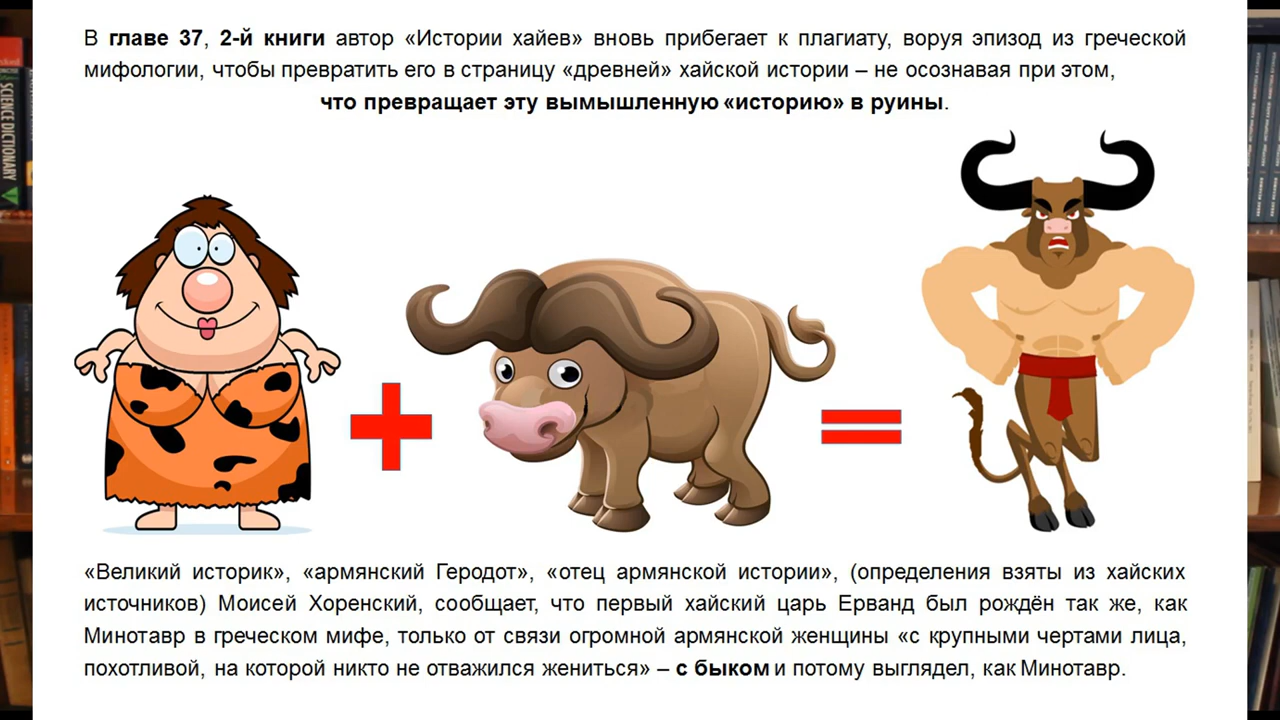 В главе 37, 2-й книги автор «Истории хайев» вновь прибегает к плагиату, воруя эпизод из греческой
мифологии, чтобы превратить его в страницу «древней» хайской истории – не осознавая при этом,
что превращает эту вымышленную «историю» в руины.
SCIENCE DICTIONARY
«Великий историк», «армянский Геродот», «отец армянской истории», (определения взяты из хайских
источников) Моисей Хоренский, сообщает, что первый хайский царь Ерванд был рождён так же, как
Минотавр в греческом мифе, только от связи огромной армянской женщины «с крупными чертами лица,
похотливой, на которой никто не отважился жениться» – с быком и потому выглядел, как Минотавр.